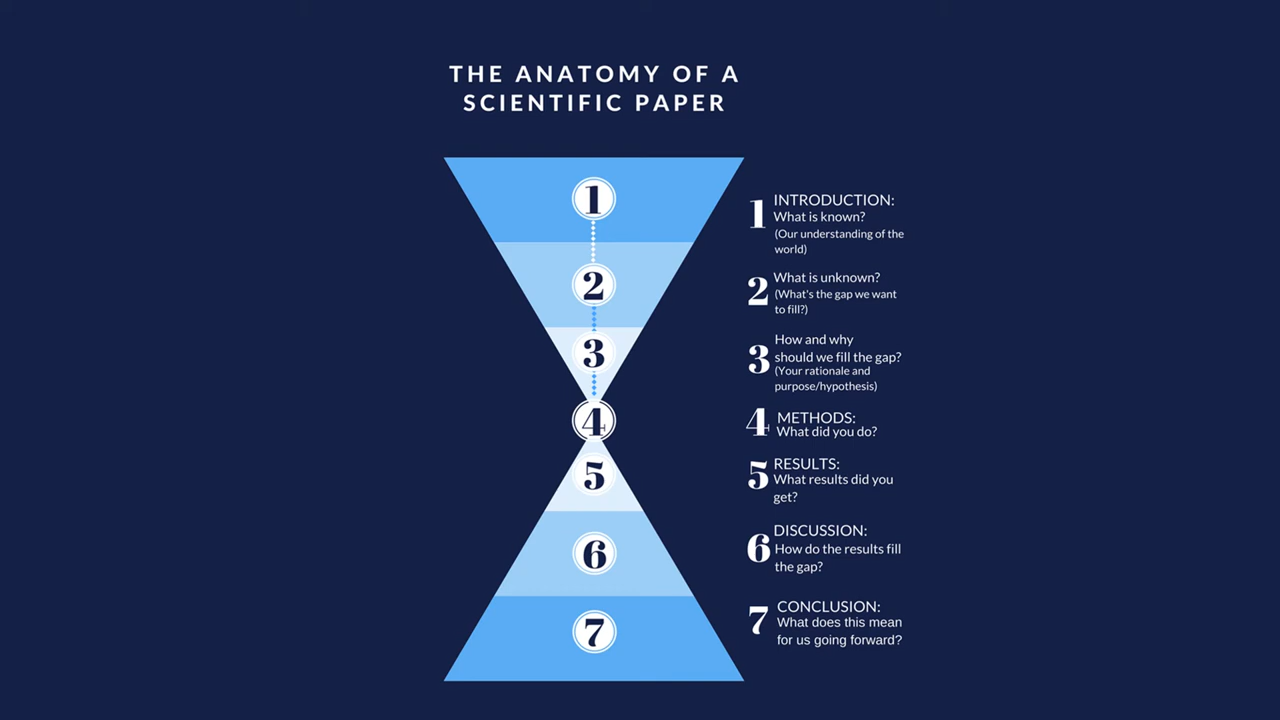 THE ANATOMY OF A
SCIENTIFIC PAPER
1
2
3
4
5
6
7
1 INTRODUCTION:
What is known?
(Our understanding of the
world)
2 What is unknown?
(What's the gap we want
to fill?)
3 How and why
should we fill the gap?
(Your rationale and
purpose/hypothesis)
4 METHODS:
What did you do?
5 RESULTS:
What results did you
get?
6 DISCUSSION:
How do the results fill
the gap?
7 CONCLUSION:
What does this mean
for us going forward?